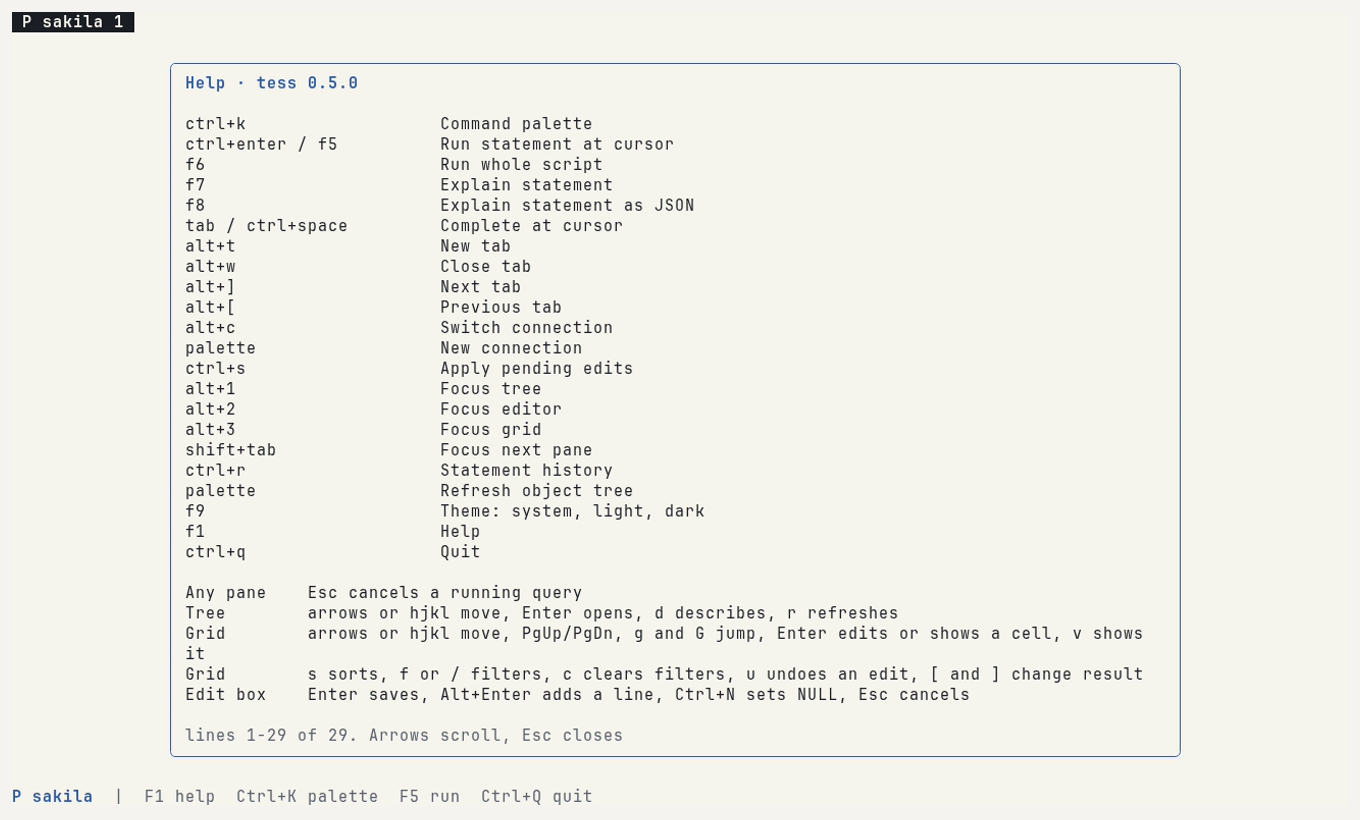 P sakila 1
Help · tess 0.5.0
ctrl+k Command palette
ctrl+enter / f5 Run statement at cursor
f6 Run whole script
f7 Explain statement
f8 Explain statement as JSON
tab / ctrl+space Complete at cursor
alt+t New tab
alt+w Close tab
alt+] Next tab
alt+[ Previous tab
alt+c Switch connection
palette New connection
ctrl+s Apply pending edits
alt+1 Focus tree
alt+2 Focus editor
alt+3 Focus grid
shift+tab Focus next pane
ctrl+r Statement history
palette Refresh object tree
f9 Theme: system, light, dark
f1 Help
ctrl+q Quit
Any pane Esc cancels a running query
Tree arrows or hjkl move, Enter opens, d describes, r refreshes
Grid arrows or hjkl move, PgUp/PgDn, g and G jump, Enter edits or shows a cell, v shows
it
Grid s sorts, f or / filters, c clears filters, u undoes an edit, [ and ] change result
Edit box Enter saves, Alt+Enter adds a line, Ctrl+N sets NULL, Esc cancels
lines 1-29 of 29. Arrows scroll, Esc closes
P sakila | F1 help Ctrl+K palette F5 run Ctrl+Q quit